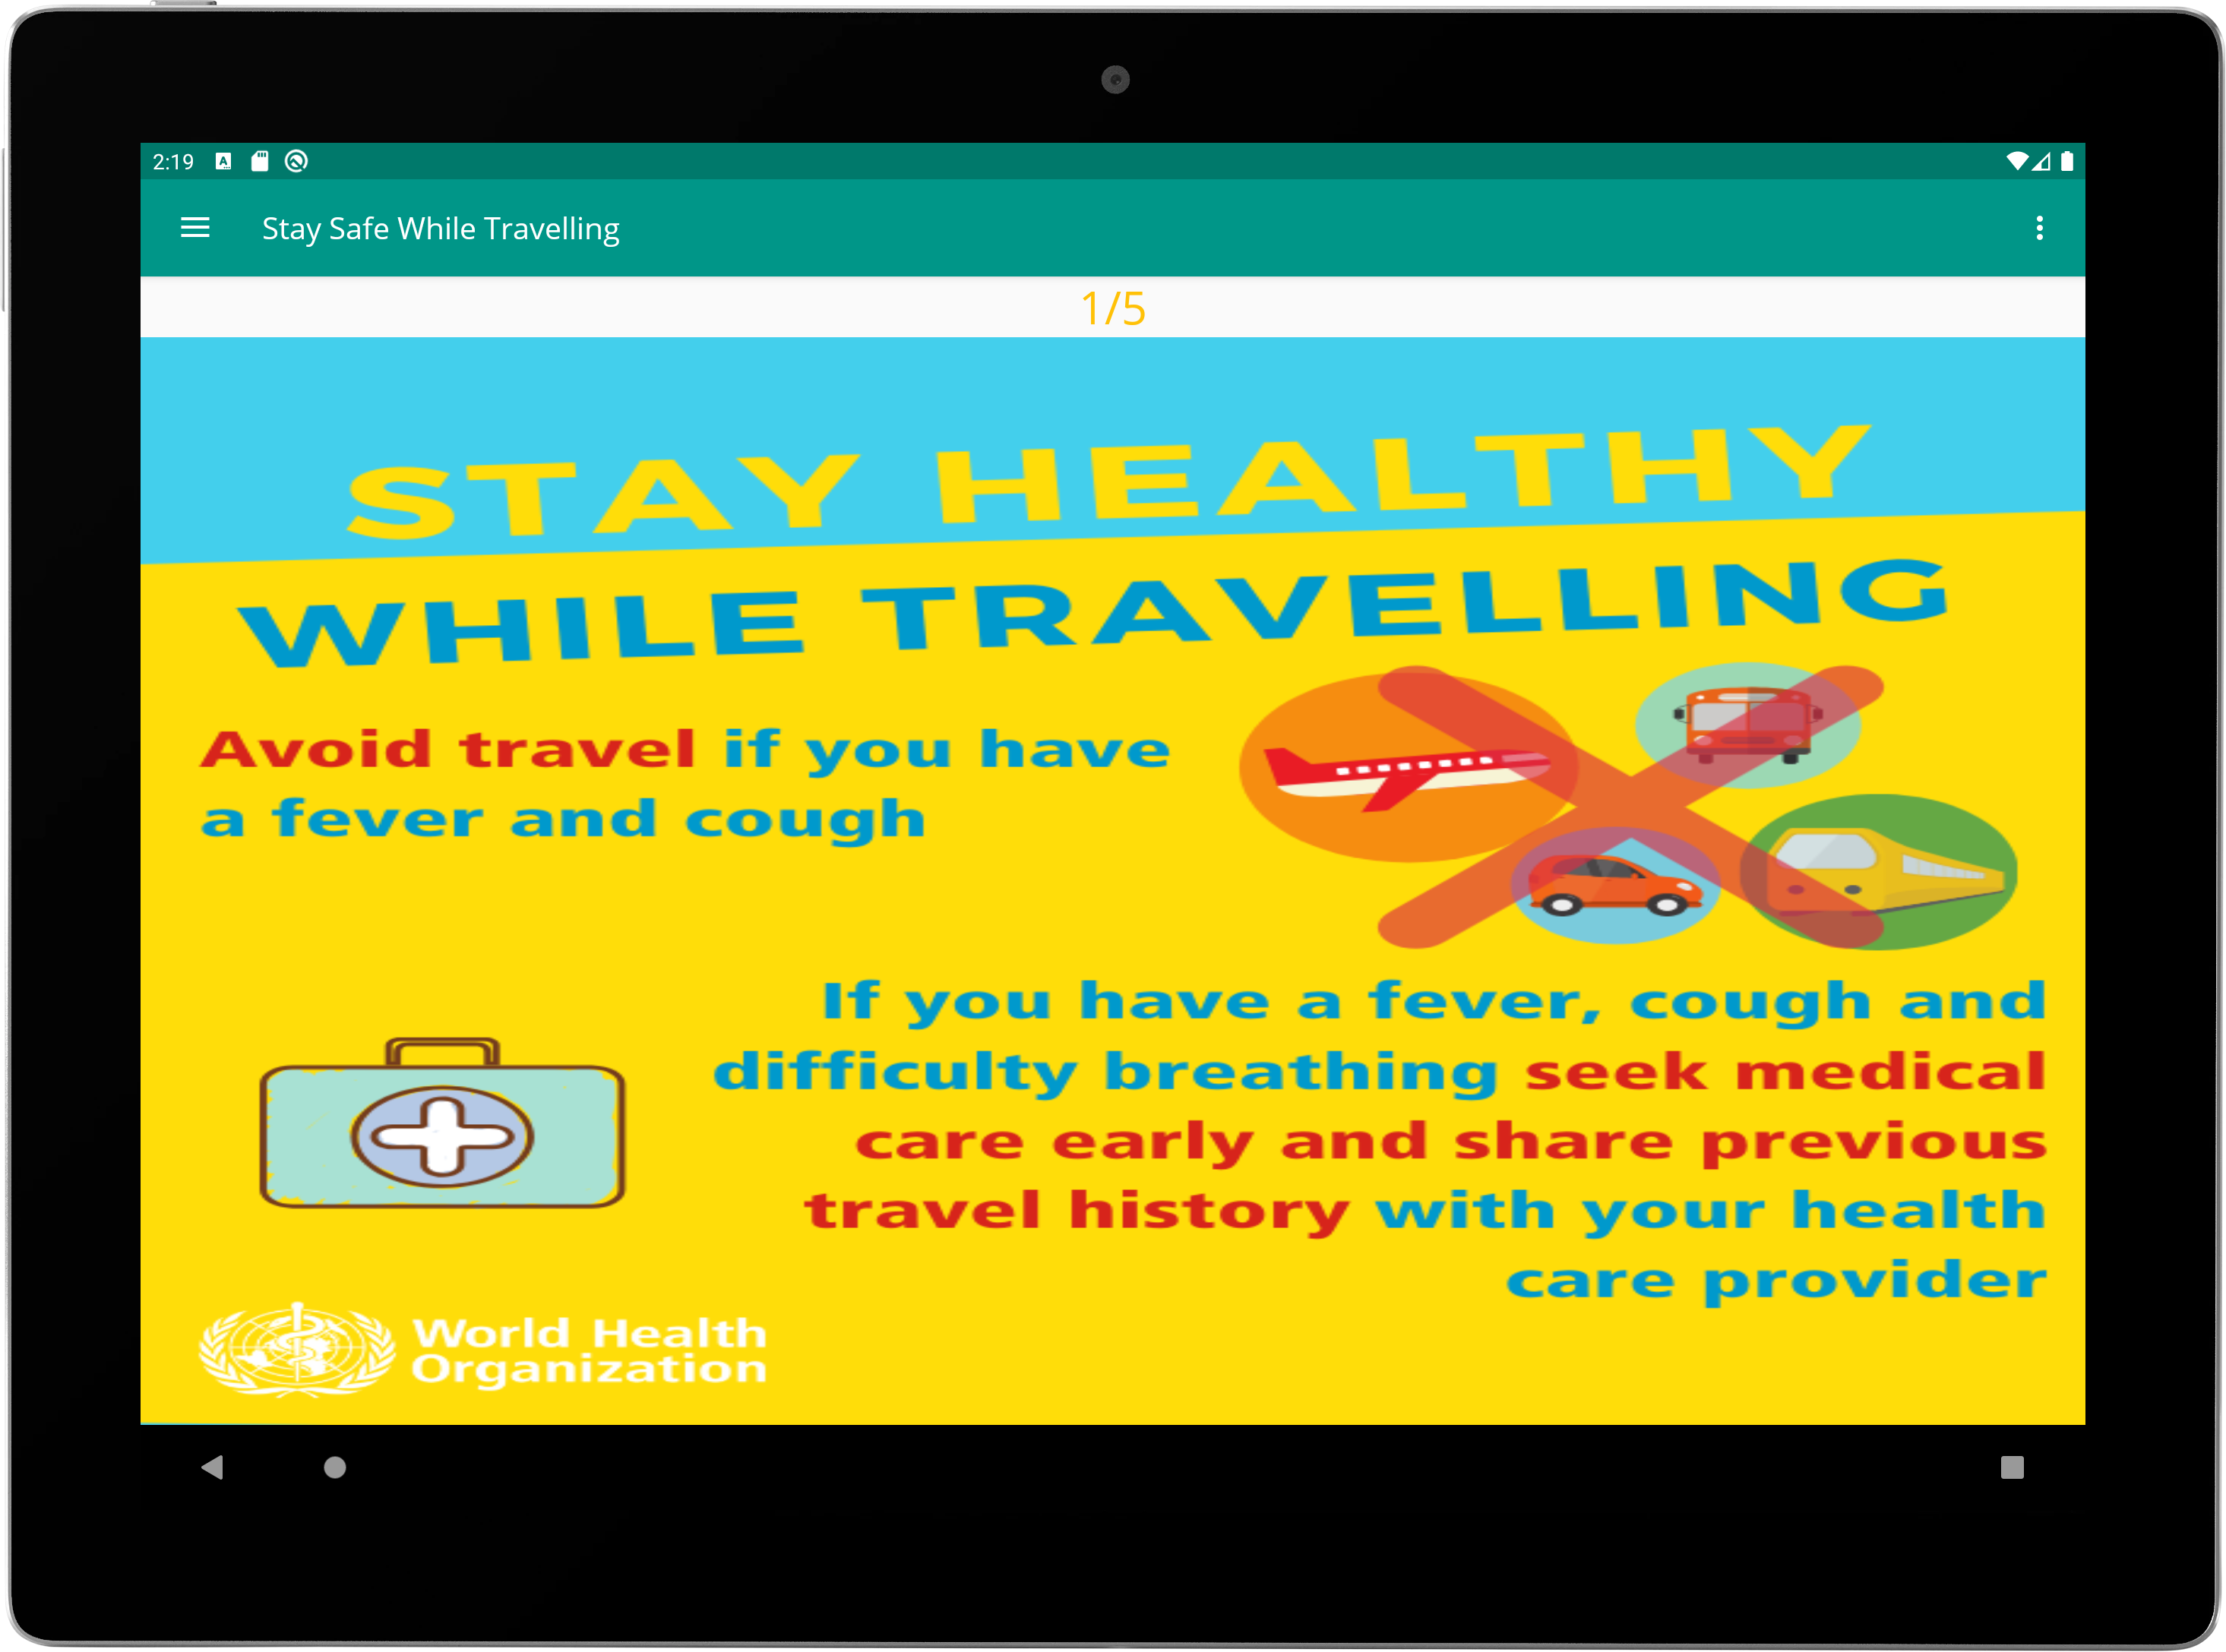 2:19
Stay Safe While Travelling
1/5
STAY HEALTHY
WHILE TRAVELLING
Avoid travel if you have
a fever and cough
If you have a fever, cough and
difficulty breathing seek medical
care early and share previous
travel history with your health
care provider
World Health
Organization